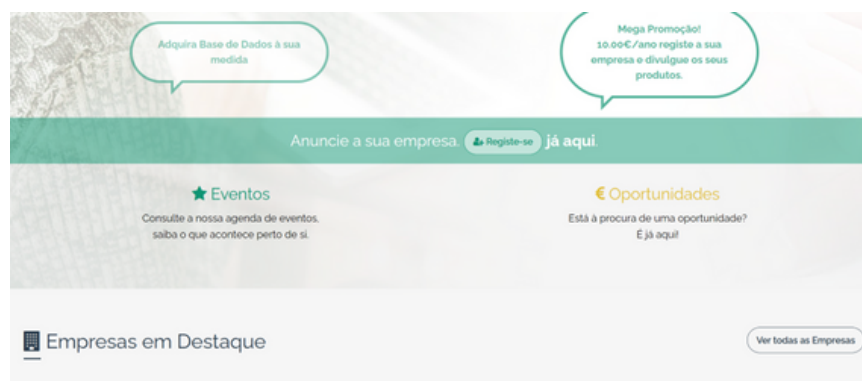 Adquira Base de Dados à sua
medida
Mega Promoção!
10.00€/ano registe a sua
empresa e divulgue os seus
produtos.
Anuncie a sua empresa. Registe-se já aqui.
Eventos
Consulte a nossa agenda de eventos,
saiba o que acontece perto de si.
€ Oportunidades
Está à procura de uma oportunidade?
É já aqui!
Empresas em Destaque
Ver todas as Empresas